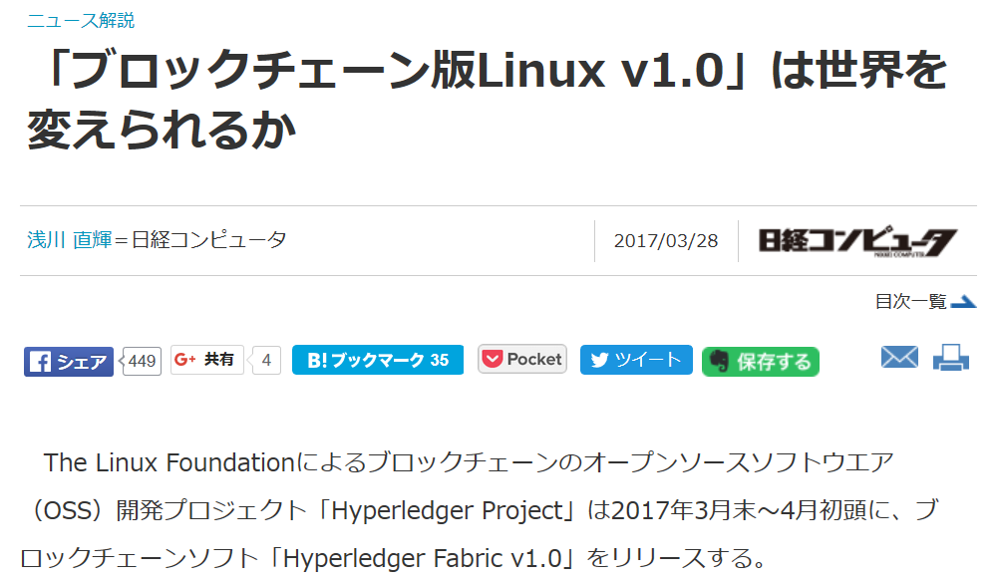 ニュース解説
「ブロックチェーン版Linux v1.0」は世界を
変えられるか
浅川 直輝＝日経コンピュータ
2017/03/28
日経コンピュータ
NIKKEI COMPUTER
目次一覧
シェア 449
G+ 共有 4
B!ブックマーク 35
Pocket
ツイート
保存する
The Linux Foundationによるブロックチェーンのオープンソースソフトウエア
（OSS）開発プロジェクト「Hyperledger Project」は2017年3月末～4月初頭に、ブ
ロックチェーンソフト「Hyperledger Fabric v1.0」をリリースする。